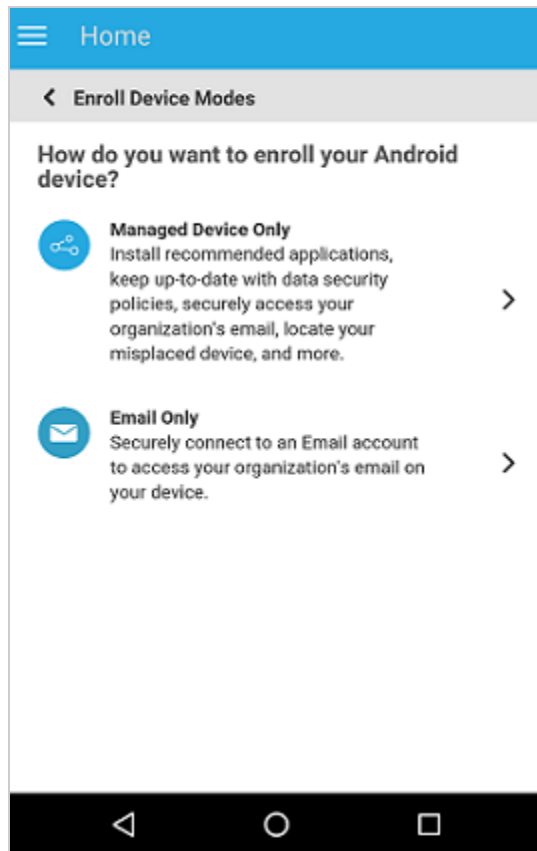 Home
Enroll Device Modes
How do you want to enroll your Android
device?
Managed Device Only
Install recommended applications,
keep up-to-date with data security
policies, securely access your
organization's email, locate your
misplaced device, and more.
Email Only
Securely connect to an Email account
to access your organization's email on
your device.